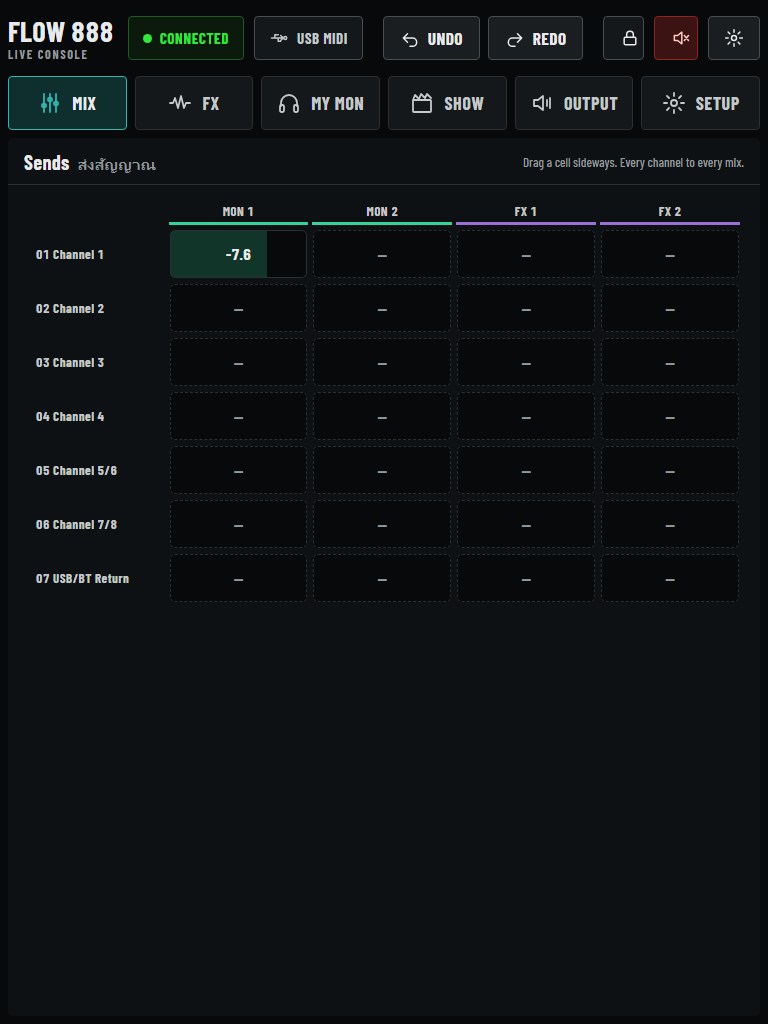 FLOW 888
LIVE CONSOLE
CONNECTED
USB MIDI
UNDO
REDO
MIX
FX
MY MON
SHOW
OUTPUT
SETUP
Sends ส่งสัญญาณ
Drag a cell sideways. Every channel to every mix.
MON 1 MON 2 FX 1 FX 2
01 Channel 1 -7.6 — — —
02 Channel 2 — — — —
03 Channel 3 — — — —
04 Channel 4 — — — —
05 Channel 5/6 — — — —
06 Channel 7/8 — — — —
07 USB/BT Return — — — —